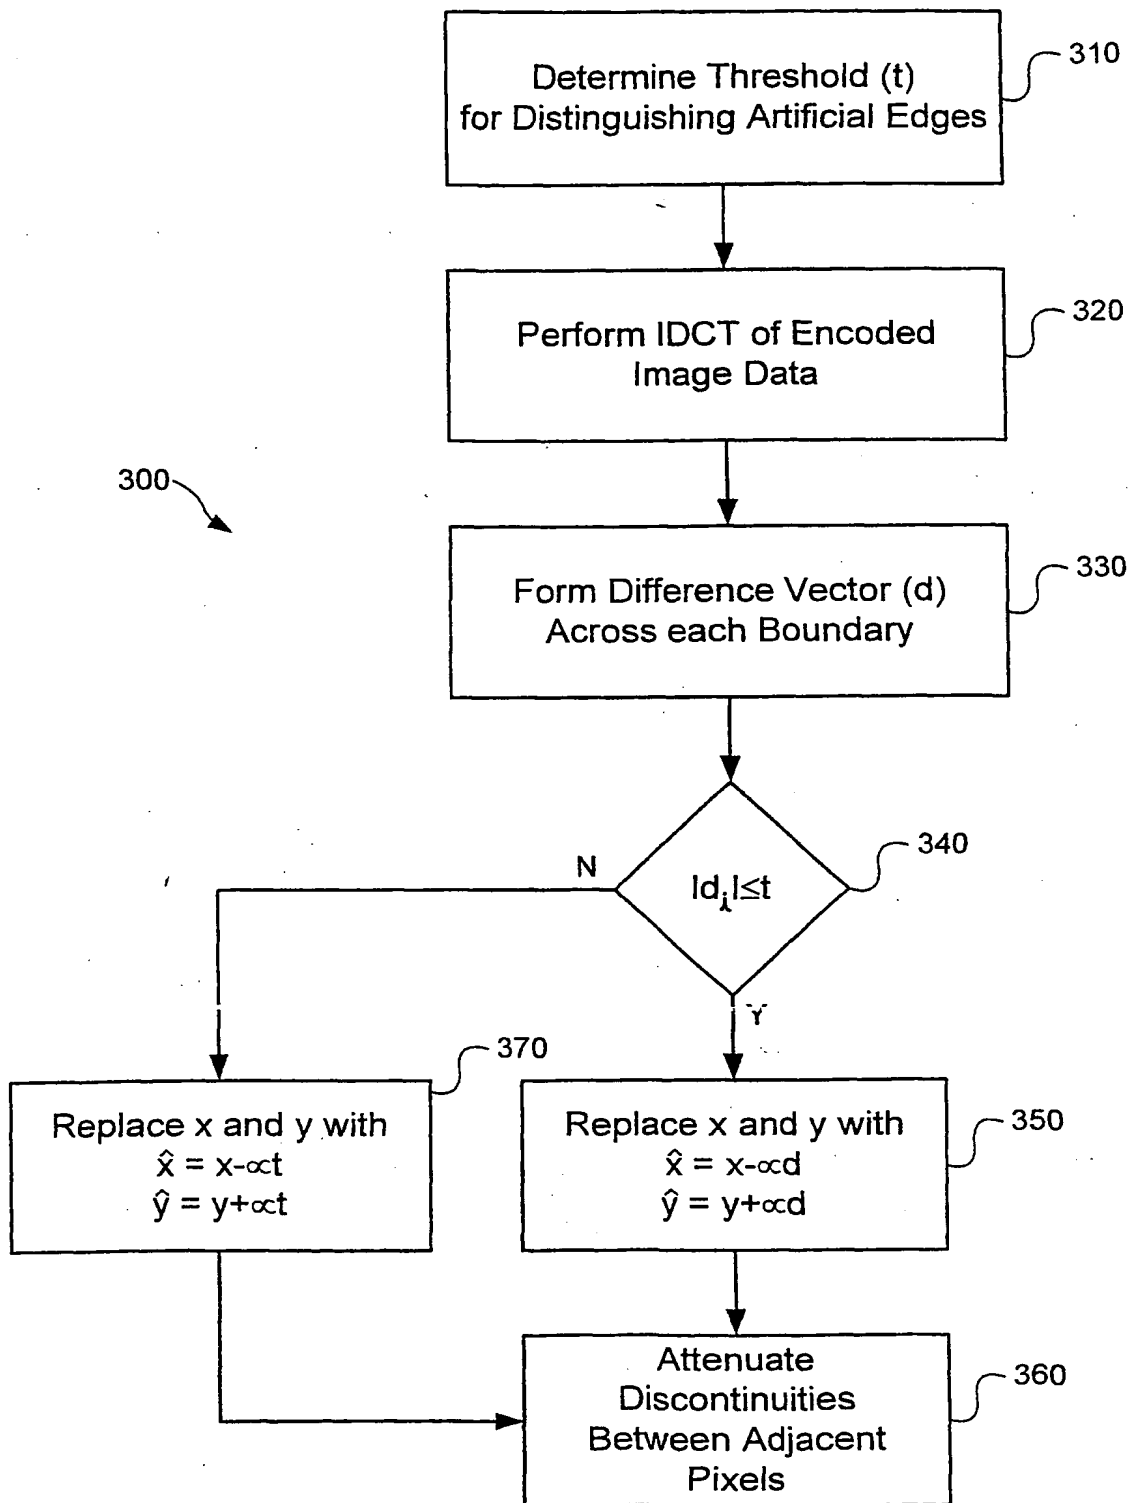 Determine Threshold (t)
for Distinguishing Artificial Edges
310
Perform IDCT of Encoded
Image Data
320
300
Form Difference Vector (d)
Across each Boundary
330
340
N
|dᵢ|≤t
Y
370
Replace x and y with
x̂ = x-∝t
ŷ = y+∝t
Replace x and y with
x̂ = x-∝d
ŷ = y+∝d
350
Attenuate
Discontinuities
Between Adjacent
Pixels
360